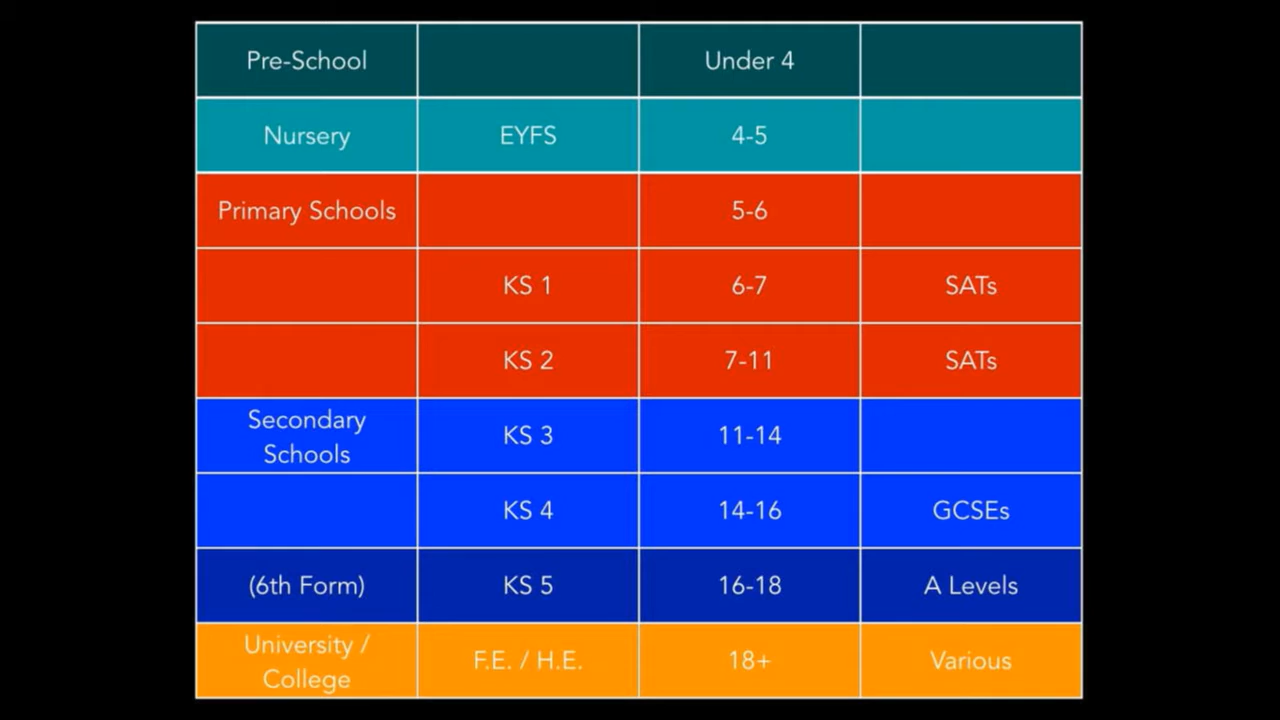 Pre-School Under 4
Nursery EYFS 4-5
Primary Schools 5-6
KS 1 6-7 SATs
KS 2 7-11 SATs
Secondary
Schools KS 3 11-14
KS 4 14-16 GCSEs
(6th Form) KS 5 16-18 A Levels
University /
College F.E. / H.E. 18+ Various